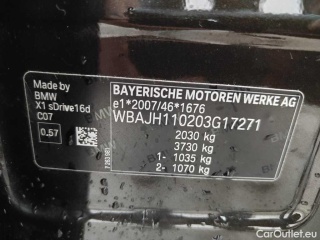 BAYERISCHE MOTOREN WERKE AG
e1*2007/46*1676
WBAJH110203G17271
2030 kg
3730 kg
1- 1035 kg
2- 1070 kg
Made by
BMW
X1 sDrive16d
C07
0.57
CarOutlet.eu